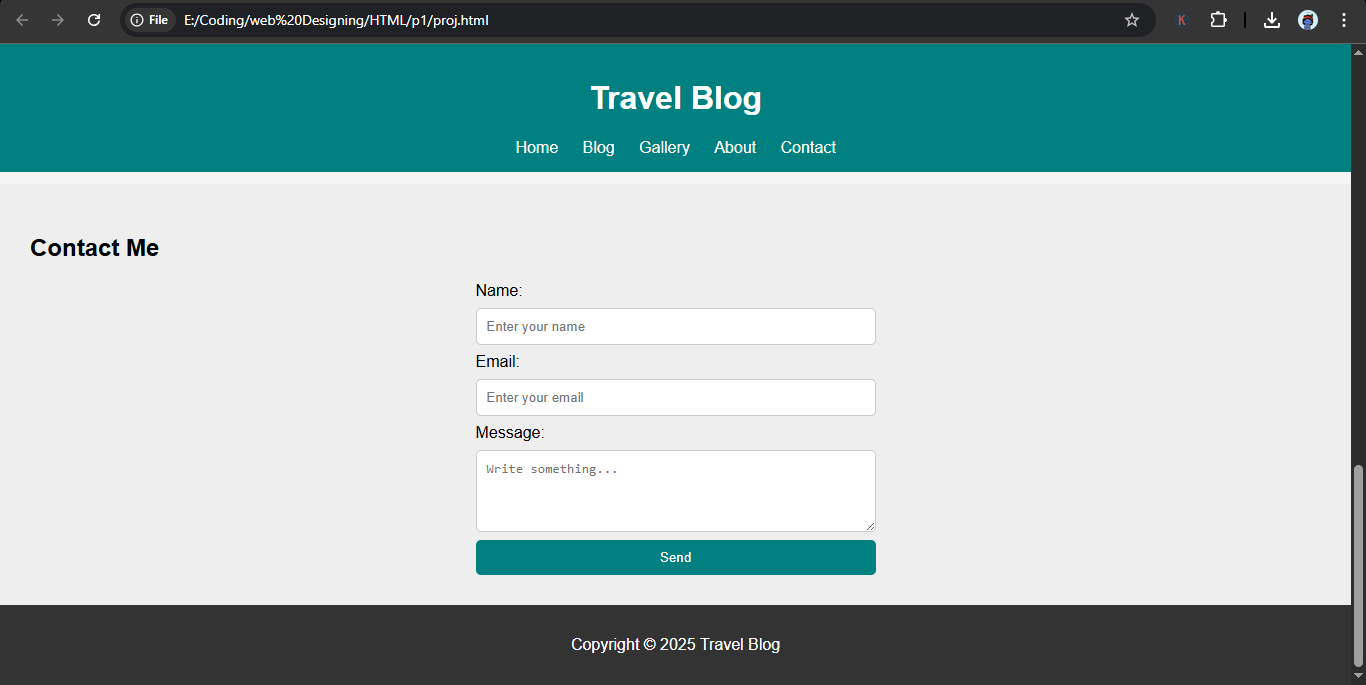 File E:/Coding/web%20Designing/HTML/p1/proj.html K
Travel Blog
Home Blog Gallery About Contact
Contact Me
Name:
Enter your name
Email:
Enter your email
Message:
Write something...
Send
Copyright © 2025 Travel Blog